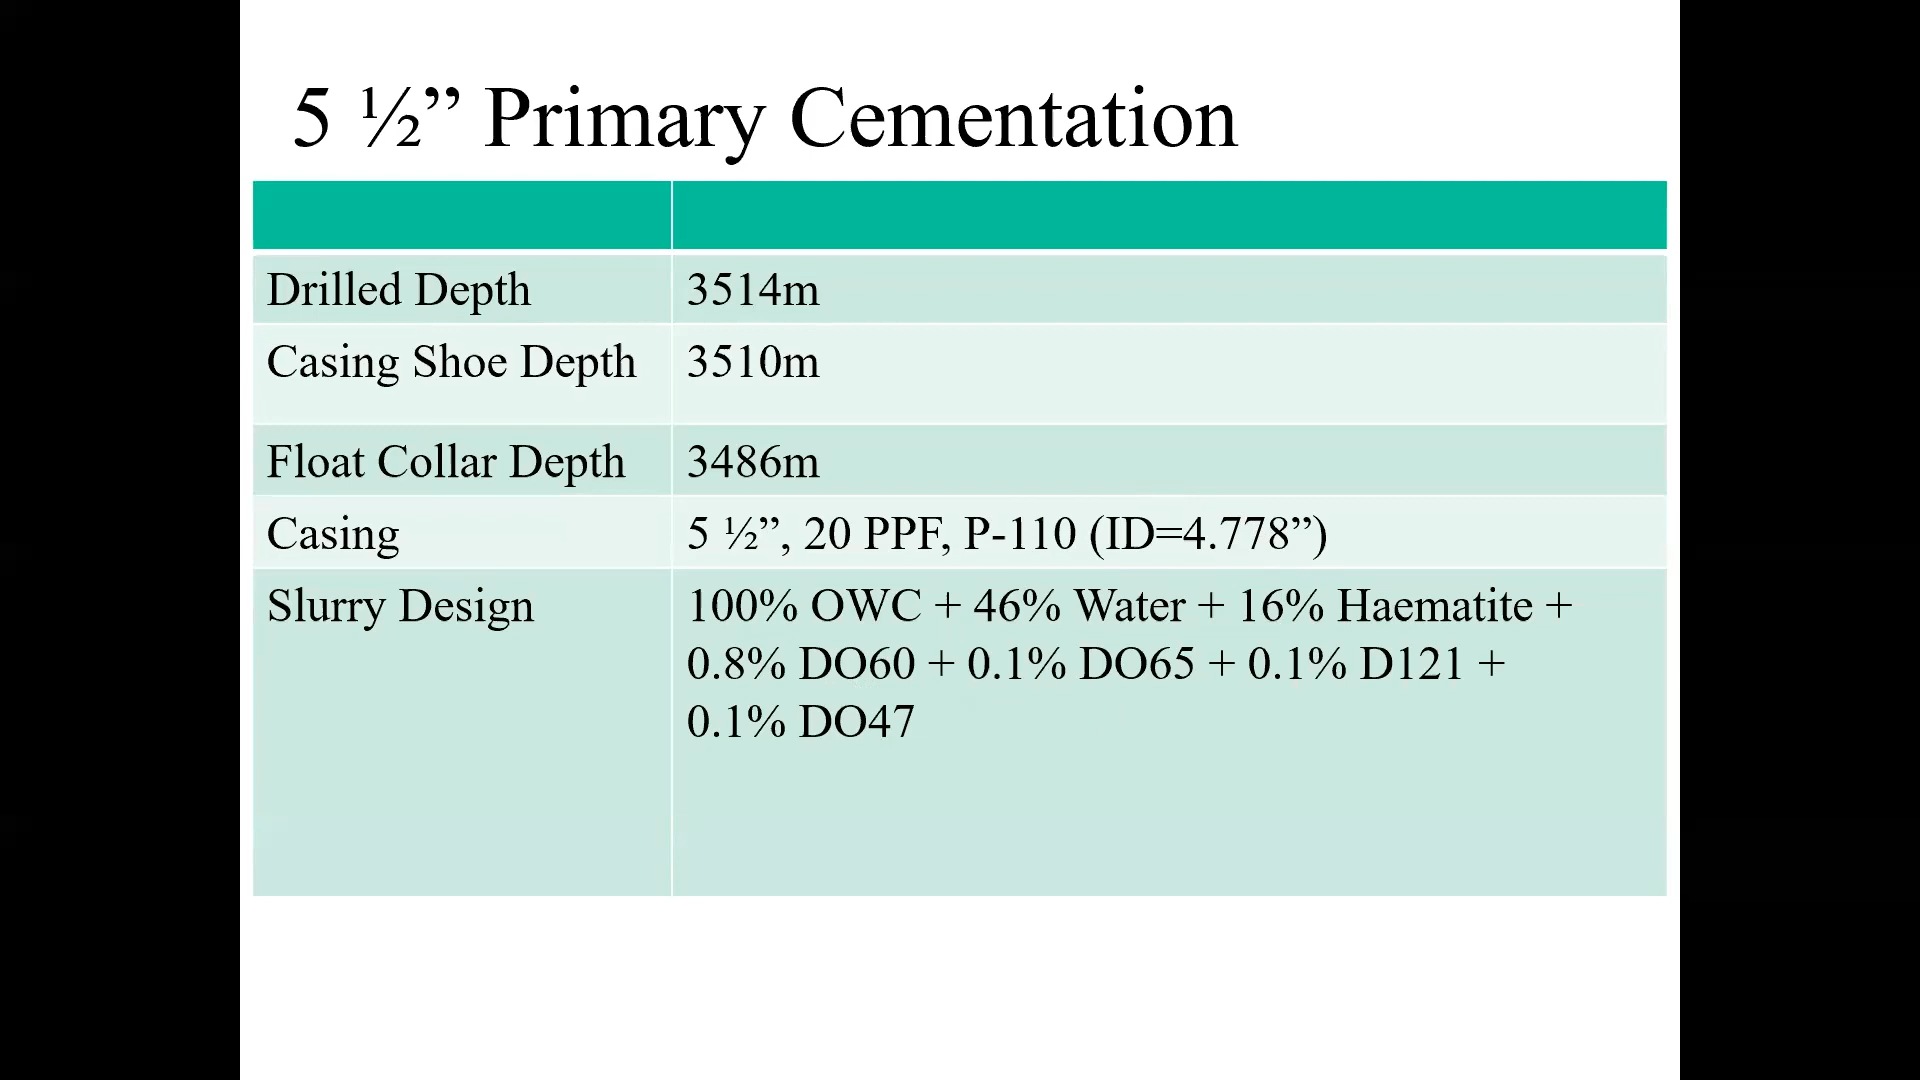 5 ½” Primary Cementation
Drilled Depth 3514m
Casing Shoe Depth 3510m
Float Collar Depth 3486m
Casing 5 ½”, 20 PPF, P-110 (ID=4.778”)
Slurry Design 100% OWC + 46% Water + 16% Haematite +
0.8% DO60 + 0.1% DO65 + 0.1% D121 +
0.1% DO47